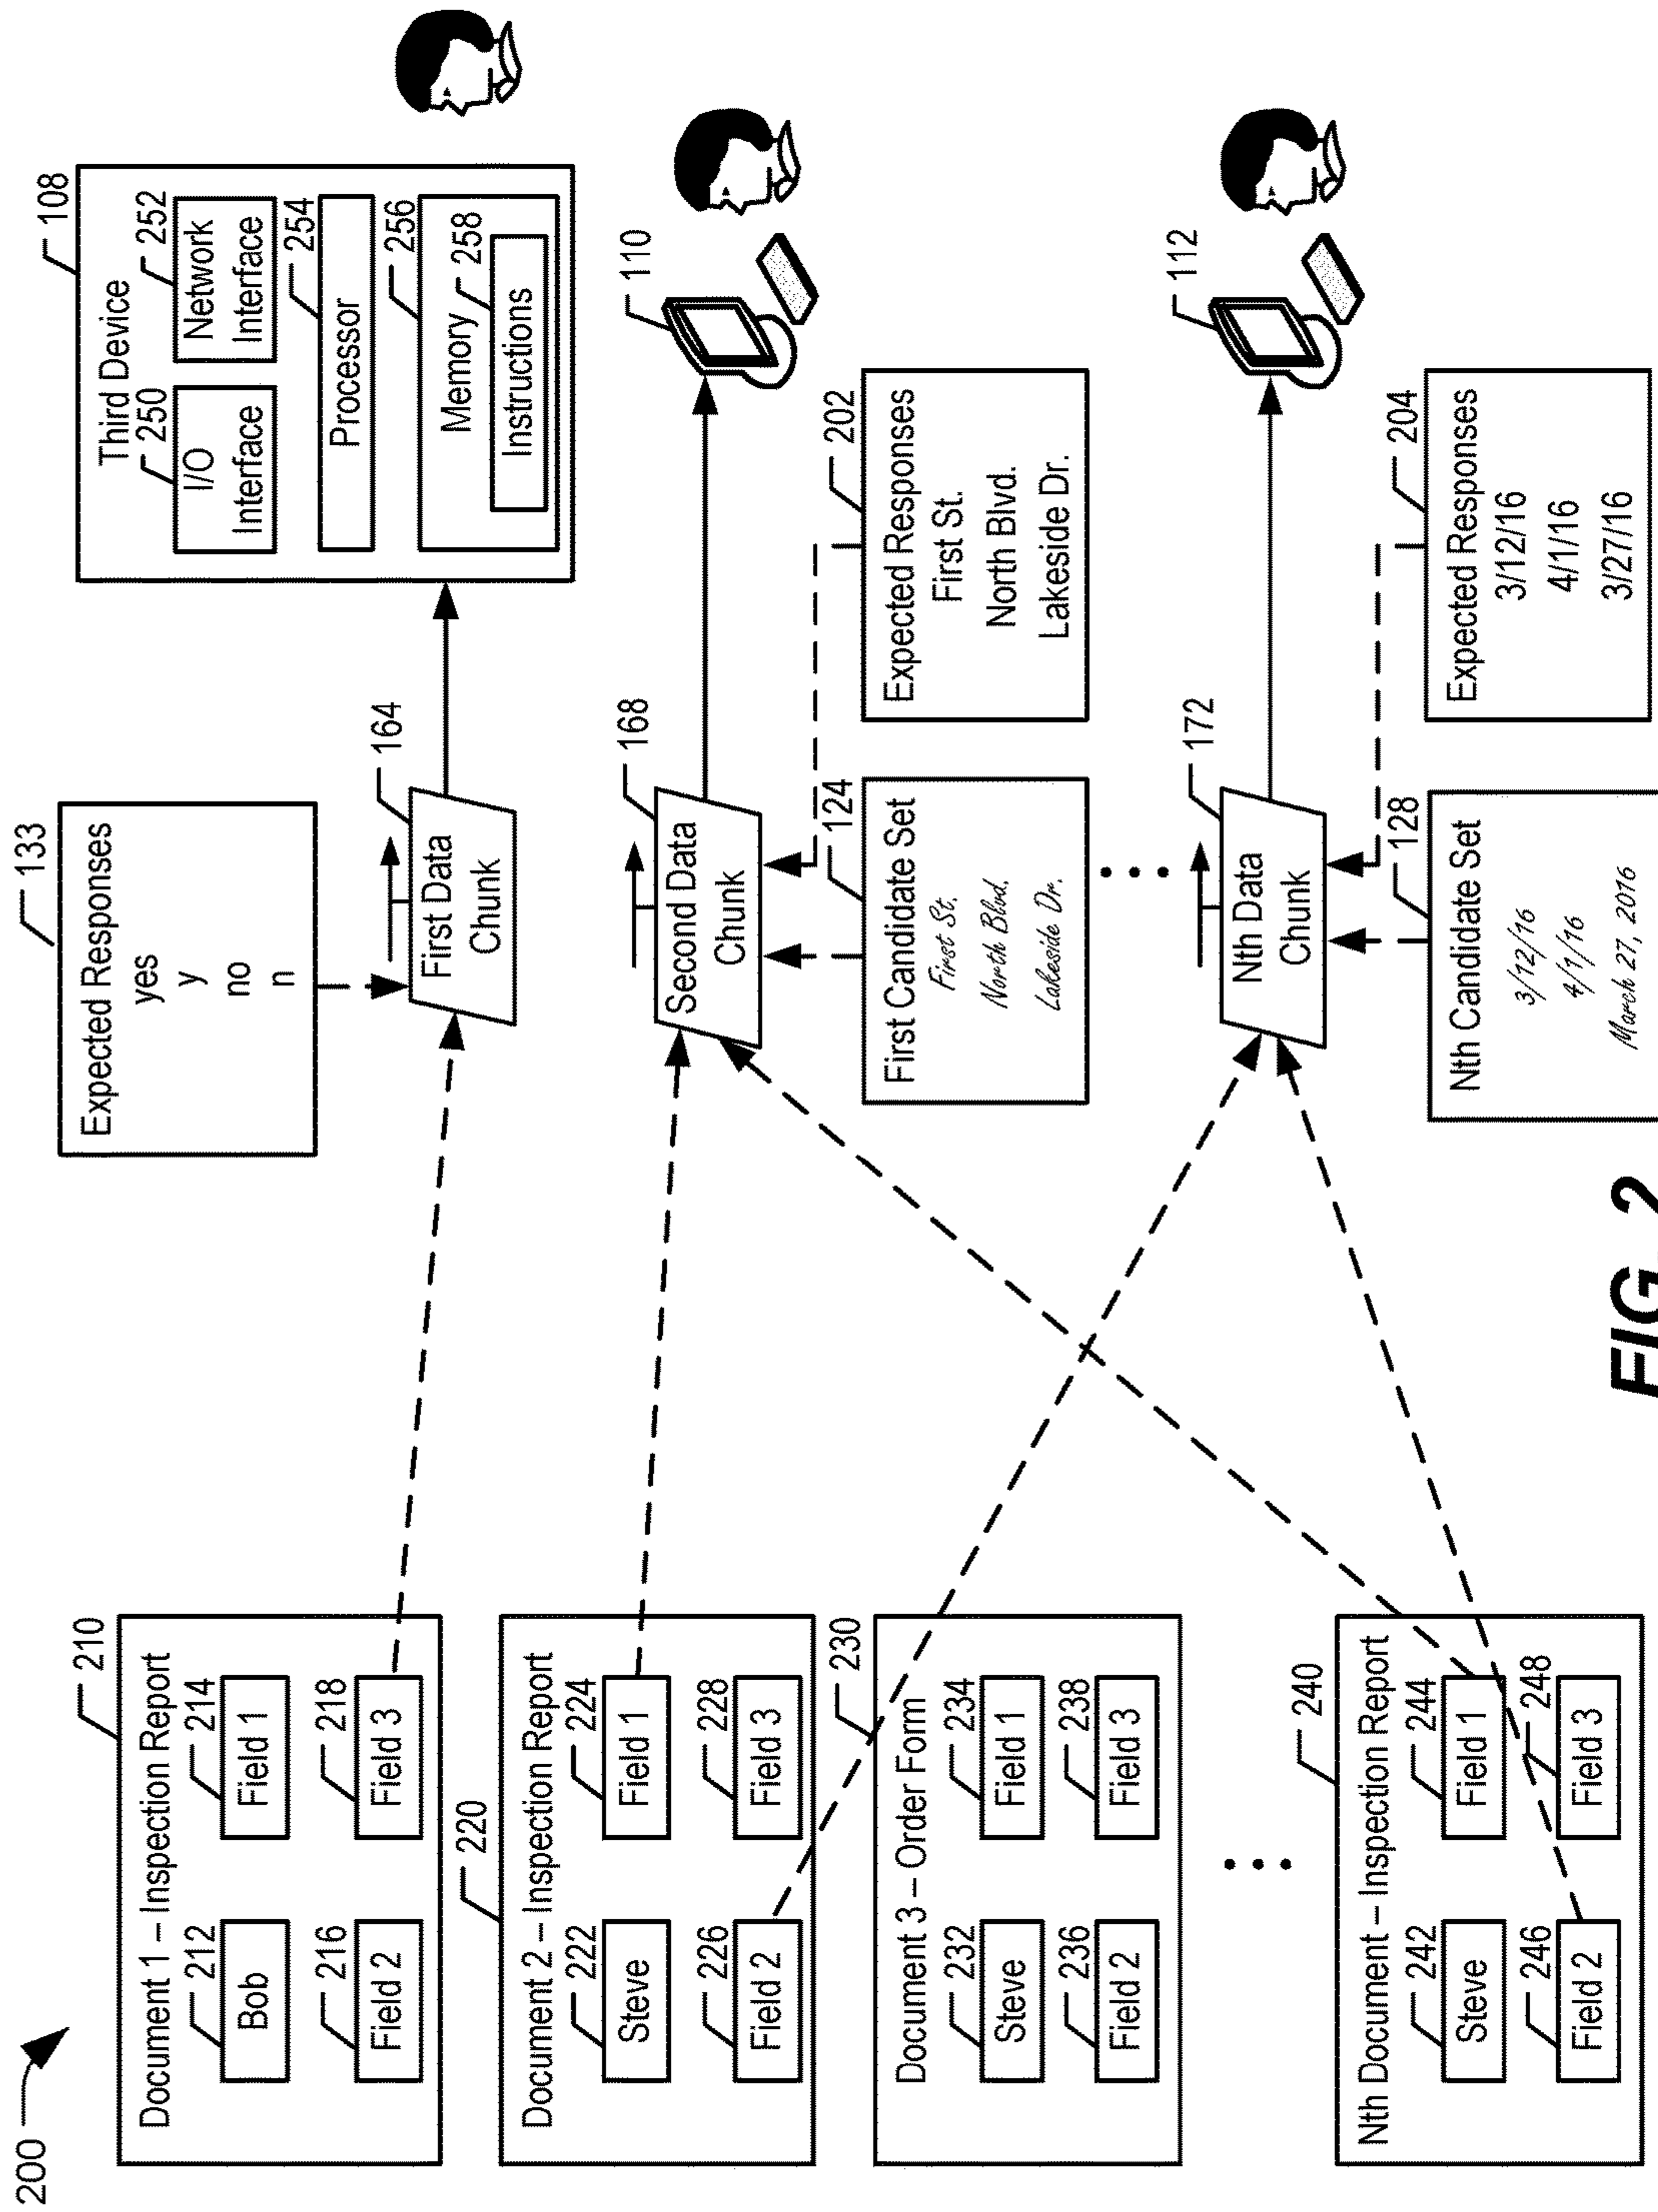 200
210
Document 1 – Inspection Report
212
Bob
214
Field 1
216
Field 2
218
Field 3
220
Document 2 – Inspection Report
222
Steve
224
Field 1
226
Field 2
228
Field 3
230
Document 3 – Order Form
232
Steve
234
Field 1
236
Field 2
238
Field 3
240
Nth Document – Inspection Report
242
Steve
244
Field 1
246
Field 2
248
Field 3
133
Expected Responses
yes
y
no
n
164
First Data
Chunk
168
Second Data
Chunk
124
First Candidate Set
First St.
North Blvd.
Lakeside Dr.
202
Expected Responses
First St.
North Blvd.
Lakeside Dr.
172
Nth Data
Chunk
128
Nth Candidate Set
3/12/16
4/1/16
March 27, 2016
204
Expected Responses
3/12/16
4/1/16
3/27/16
108
Third Device
250
I/O
Interface
252
Network
Interface
254
Processor
256
Memory
258
Instructions
110
112
FIG. 2